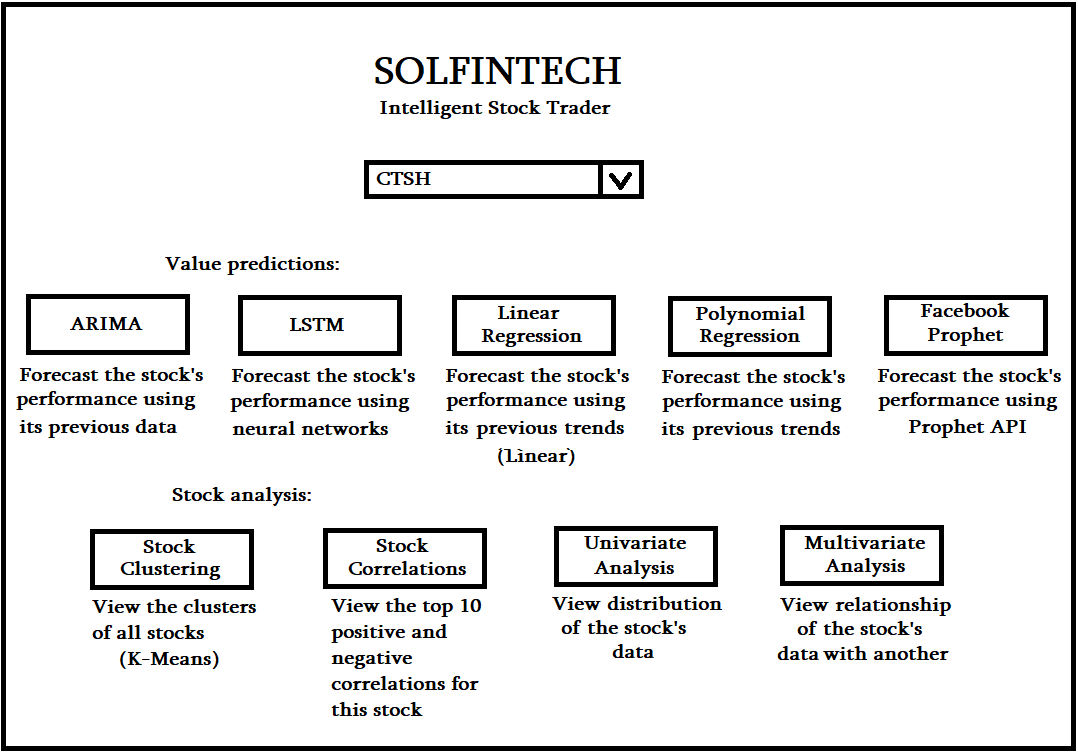 SOLFINTECH
Intelligent Stock Trader
CTSH
Value predictions:
ARIMA
Forecast the stock's
performance using
its previous data
LSTM
Forecast the stock's
performance using
neural networks
Linear
Regression
Forecast the stock's
performance using
its previous trends
(Linear)
Polynomial
Regression
Forecast the stock's
performance using
its previous trends
Facebook
Prophet
Forecast the stock's
performance using
Prophet API
Stock analysis:
Stock
Clustering
View the clusters
of all stocks
(K-Means)
Stock
Correlations
View the top 10
positive and
negative
correlations for
this stock
Univariate
Analysis
View distribution
of the stock's
data
Multivariate
Analysis
View relationship
of the stock's
data with another